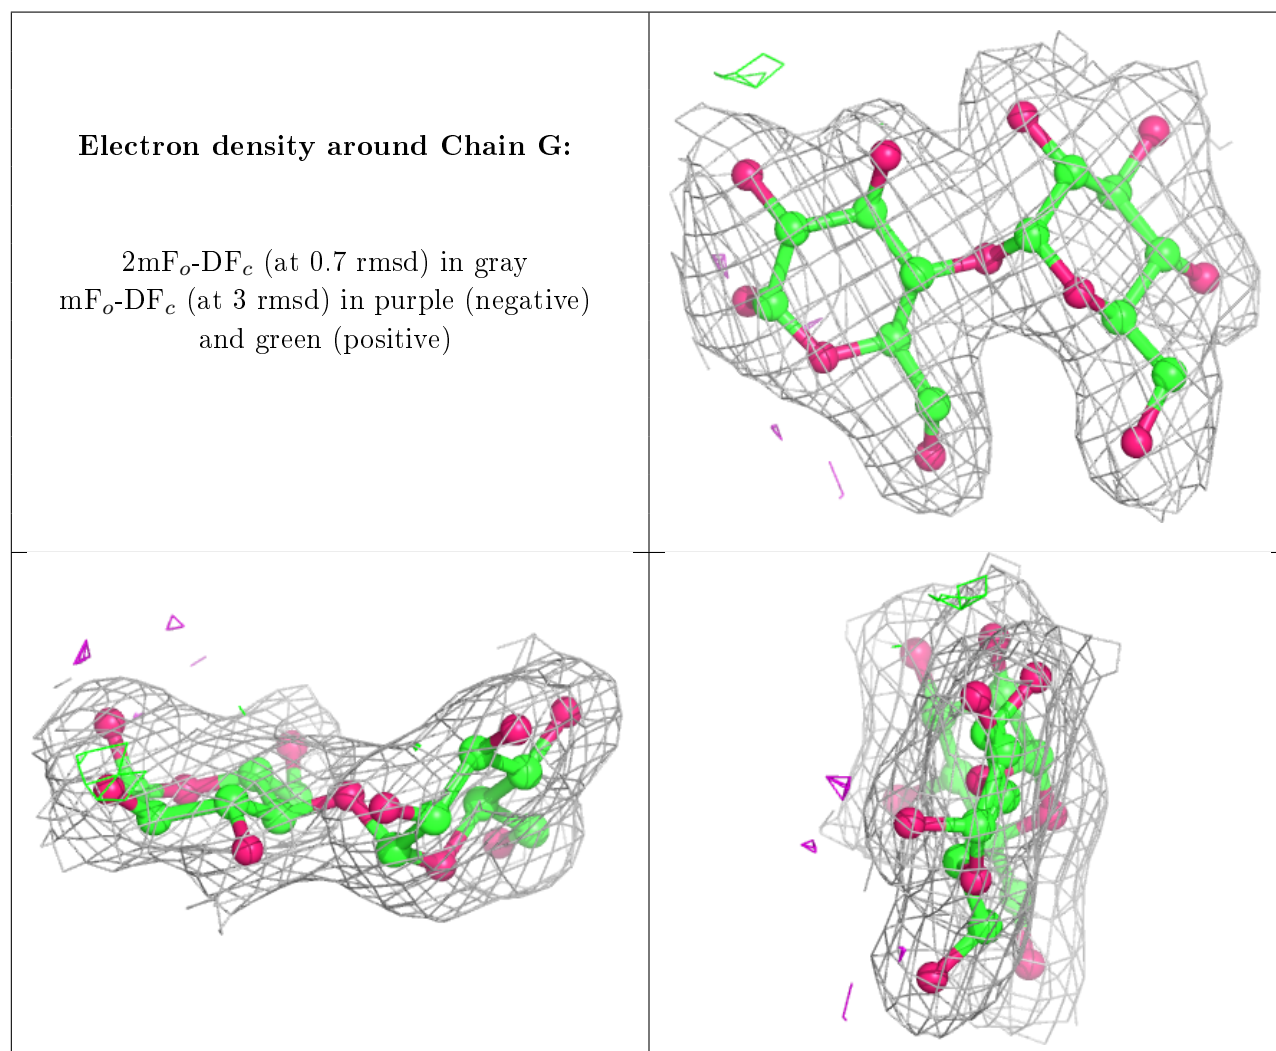 Electron density around Chain G:
2mFo-DFc (at 0.7 rmsd) in gray
mFo-DFc (at 3 rmsd) in purple (negative)
and green (positive)